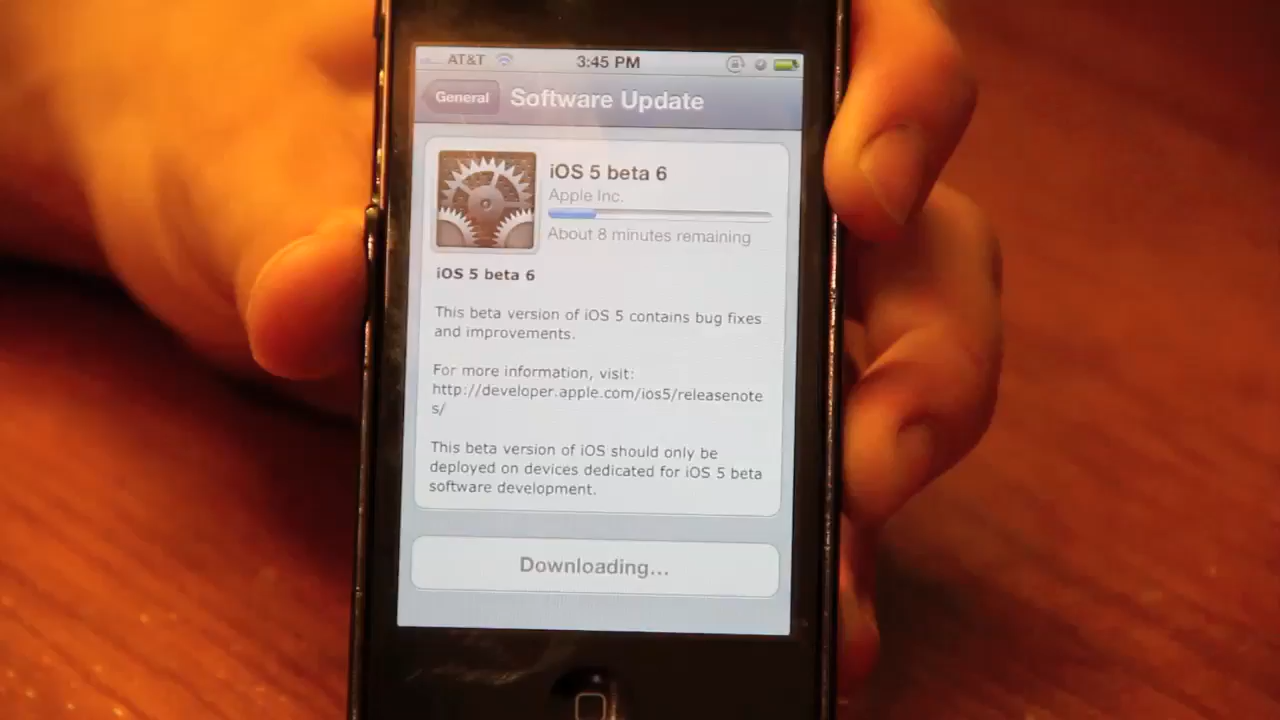 AT&T 3:45 PM
General Software Update
iOS 5 beta 6
Apple Inc.
About 8 minutes remaining
iOS 5 beta 6
This beta version of iOS 5 contains bug fixes
and improvements.
For more information, visit:
http://developer.apple.com/ios5/releasenote
s/
This beta version of iOS should only be
deployed on devices dedicated for iOS 5 beta
software development.
Downloading...